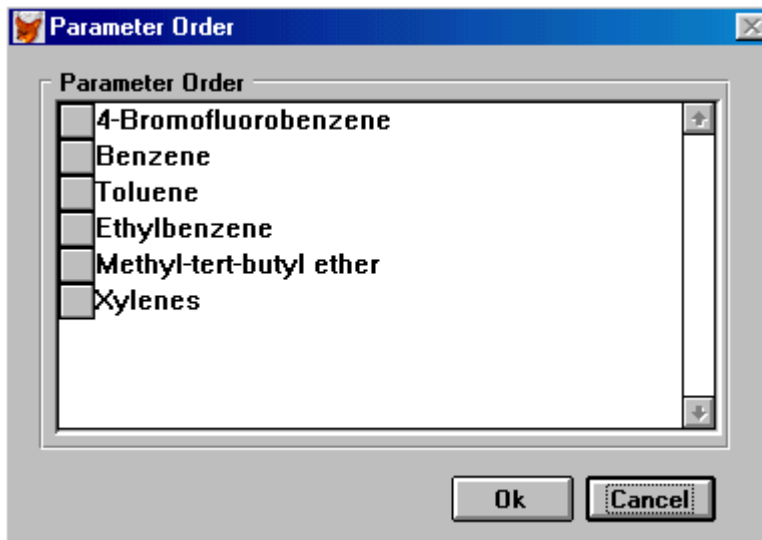 Parameter Order
Parameter Order
4-Bromofluorobenzene
Benzene
Toluene
Ethylbenzene
Methyl-tert-butyl ether
Xylenes
Ok Cancel